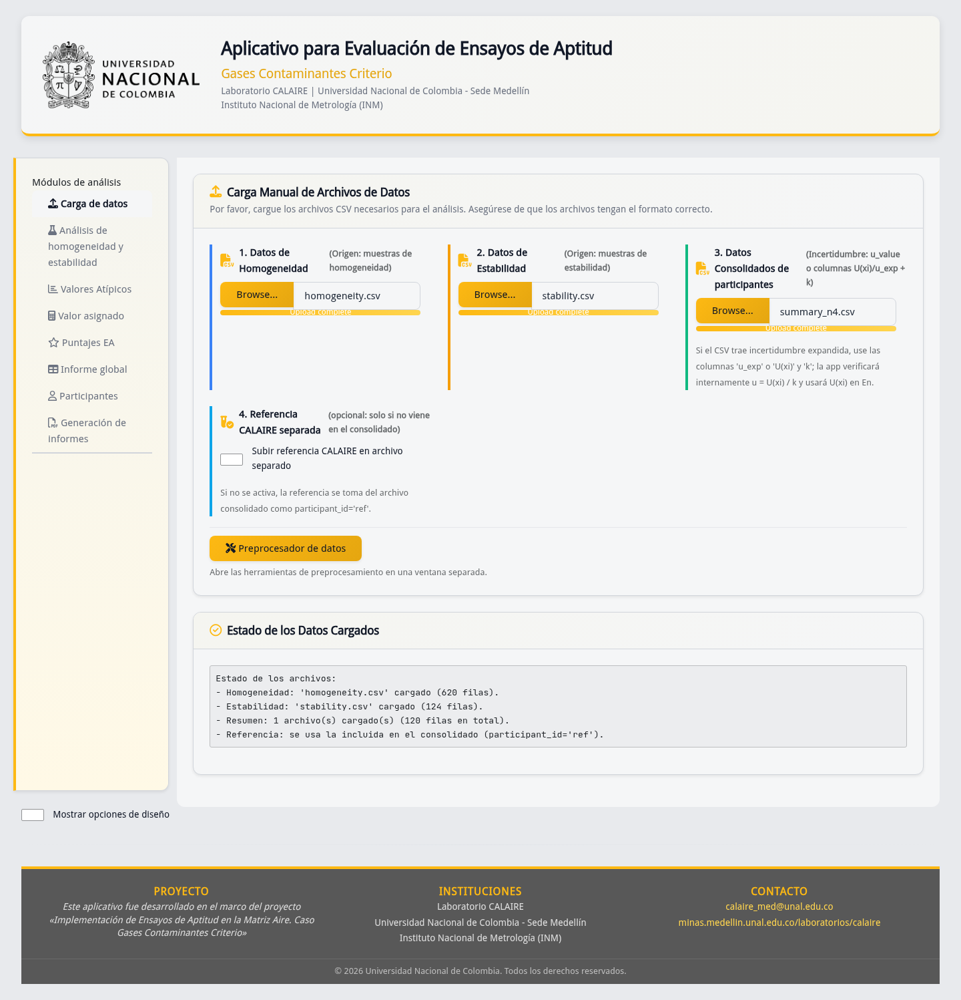 UNIVERSIDAD
NACIONAL
DE COLOMBIA
Aplicativo para Evaluación de Ensayos de Aptitud
Gases Contaminantes Criterio
Laboratorio CALAIRE | Universidad Nacional de Colombia - Sede Medellín
Instituto Nacional de Metrología (INM)
Módulos de análisis
Carga de datos
Análisis de
homogeneidad y
estabilidad
Valores Atípicos
Valor asignado
Puntajes EA
Informe global
Participantes
Generación de
informes
Mostrar opciones de diseño
Carga Manual de Archivos de Datos
Por favor, cargue los archivos CSV necesarios para el análisis. Asegúrese de que los archivos tengan el formato correcto.
CSV
1. Datos de
Homogeneidad
(Origen: muestras de
homogeneidad)
Browse...
homogeneity.csv
Upload complete
CSV
2. Datos de
Estabilidad
(Origen: muestras de
estabilidad)
Browse...
stability.csv
Upload complete
CSV
3. Datos
Consolidados de
participantes
(Incertidumbre: u_value
o columnas U(xi)/u_exp +
k)
Browse...
summary_n4.csv
Upload complete
Si el CSV trae incertidumbre expandida, use las
columnas 'u_exp' o 'U(xi)' y 'k'; la app verificará
internamente u = U(xi) / k y usará U(xi) en En.
4. Referencia
CALAIRE separada
(opcional: solo si no viene
en el consolidado)
Subir referencia CALAIRE en archivo
separado
Si no se activa, la referencia se toma del archivo
consolidado como participant_id='ref'.
Preprocesador de datos
Abre las herramientas de preprocesamiento en una ventana separada.
Estado de los Datos Cargados
Estado de los archivos:
- Homogeneidad: 'homogeneity.csv' cargado (620 filas).
- Estabilidad: 'stability.csv' cargado (124 filas).
- Resumen: 1 archivo(s) cargado(s) (120 filas en total).
- Referencia: se usa la incluida en el consolidado (participant_id='ref').
PROYECTO
Este aplicativo fue desarrollado en el marco del proyecto
«Implementación de Ensayos de Aptitud en la Matriz Aire. Caso
Gases Contaminantes Criterio»
INSTITUCIONES
Laboratorio CALAIRE
Universidad Nacional de Colombia - Sede Medellín
Instituto Nacional de Metrología (INM)
CONTACTO
calaire_med@unal.edu.co
minas.medellin.unal.edu.co/laboratorios/calaire
© 2026 Universidad Nacional de Colombia. Todos los derechos reservados.